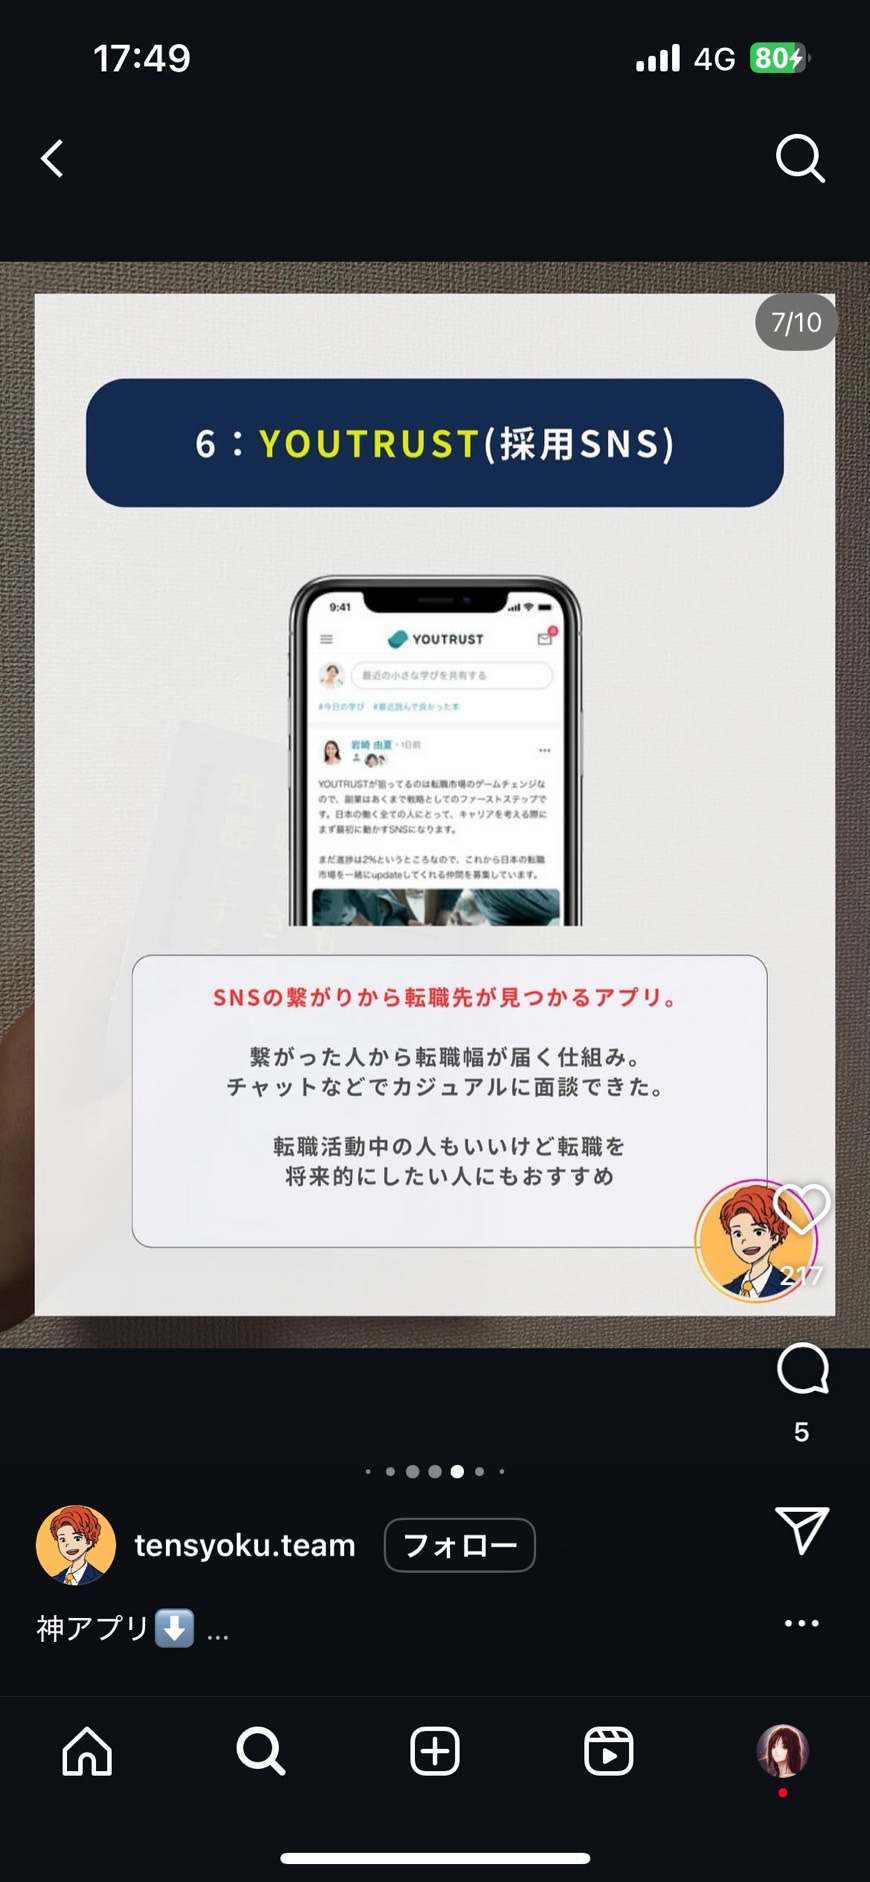 17:49
4G
80
7/10
6：YOUTRUST(採用SNS)
9:41
YOUTRUST
8
最近の小さな学びを共有する
#今日の学び #最近読んで良かった本
岩崎 由夏・1日前
YOUTRUSTが狙ってるのは転職市場のゲームチェンジな
ので、副業はあくまで戦略としてのファーストステップで
す。日本の働く全ての人にとって、キャリアを考える際に
まず最初に動かすSNSになります。
まだ進捗は2%というところなので、これから日本の転職
市場を一緒にupdateしてくれる仲間を募集しています。
SNSの繋がりから転職先が見つかるアプリ。
繋がった人から転職幅が届く仕組み。
チャットなどでカジュアルに面談できた。
転職活動中の人もいいけど転職を
将来的にしたい人にもおすすめ
217
5
tensyoku.team
フォロー
神アプリ⬇️ ...